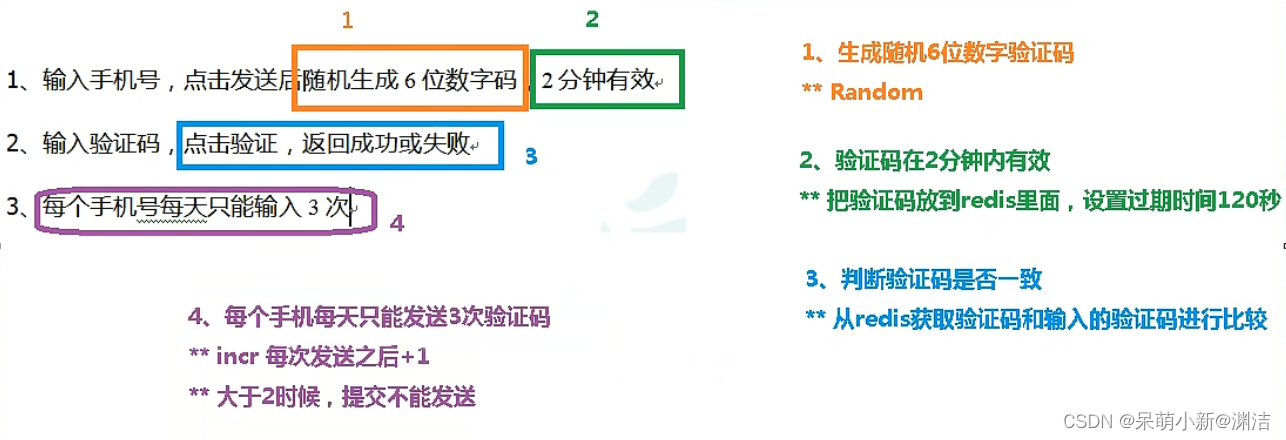 1
2
1、输入手机号，点击发送后随机生成 6 位数字码，2 分钟有效
2、输入验证码，点击验证，返回成功或失败
3
3、每个手机号每天只能输入 3 次
4
4、每个手机每天只能发送3次验证码
** incr 每次发送之后+1
** 大于2时候，提交不能发送
1、生成随机6位数字验证码
** Random
2、验证码在2分钟内有效
** 把验证码放到redis里面，设置过期时间120秒
3、判断验证码是否一致
** 从redis获取验证码和输入的验证码进行比较
CSDN @呆萌小新@渊洁